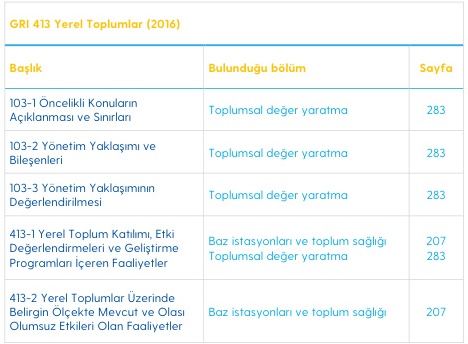 GRI 413 Yerel Toplumlar (2016)
Başlık Bulunduğu bölüm Sayfa
103-1 Öncelikli Konuların
Açıklanması ve Sınırları
Toplumsal değer yaratma 283
103-2 Yönetim Yaklaşımı ve
Bileşenleri
Toplumsal değer yaratma 283
103-3 Yönetim Yaklaşımının
Değerlendirilmesi
Toplumsal değer yaratma 283
413-1 Yerel Toplum Katılımı, Etki
Değerlendirmeleri ve Geliştirme
Programları İçeren Faaliyetler
Baz istasyonları ve toplum sağlığı 207
Toplumsal değer yaratma 283
413-2 Yerel Toplumlar Üzerinde
Belirgin Ölçekte Mevcut ve Olası
Olumsuz Etkileri Olan Faaliyetler
Baz istasyonları ve toplum sağlığı 207